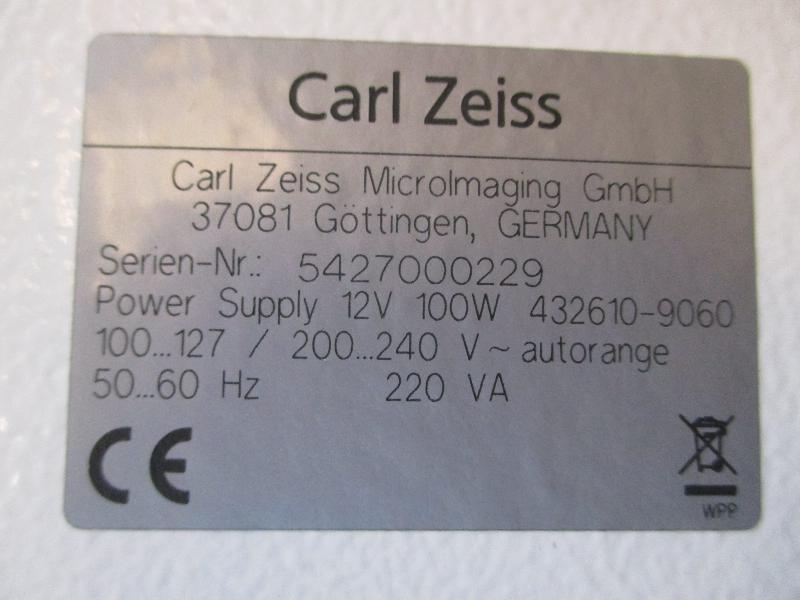 Carl Zeiss
Carl Zeiss MicroImaging GmbH
37081 Göttingen, GERMANY
Serien-Nr.: 5427000229
Power Supply 12V 100W 432610-9060
100...127 / 200...240 V ~ autorange
50...60 Hz 220 VA
CE
WPP